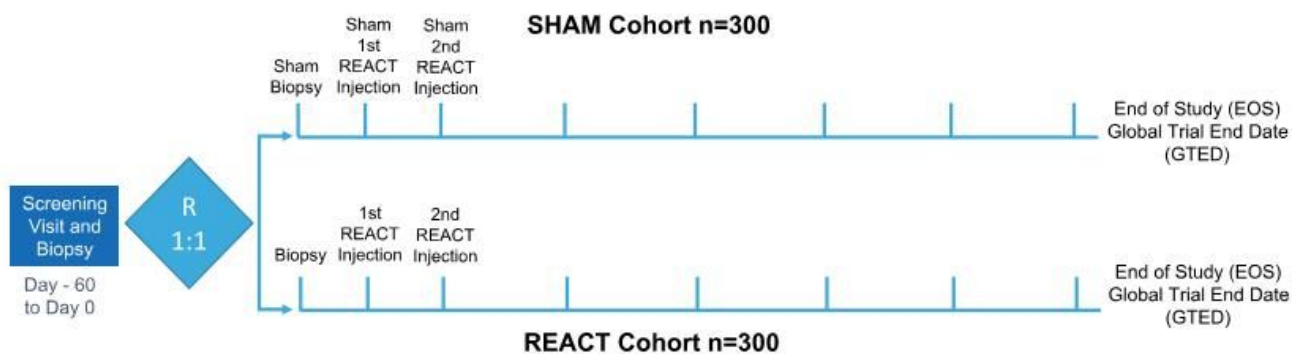 SHAM Cohort n=300
Sham
Biopsy
Sham
1st
REACT
Injection
Sham
2nd
REACT
Injection
End of Study (EOS)
Global Trial End Date
(GTED)
Screening
Visit and
Biopsy
Day - 60
to Day 0
R
1:1
Biopsy
1st
REACT
Injection
2nd
REACT
Injection
End of Study (EOS)
Global Trial End Date
(GTED)
REACT Cohort n=300